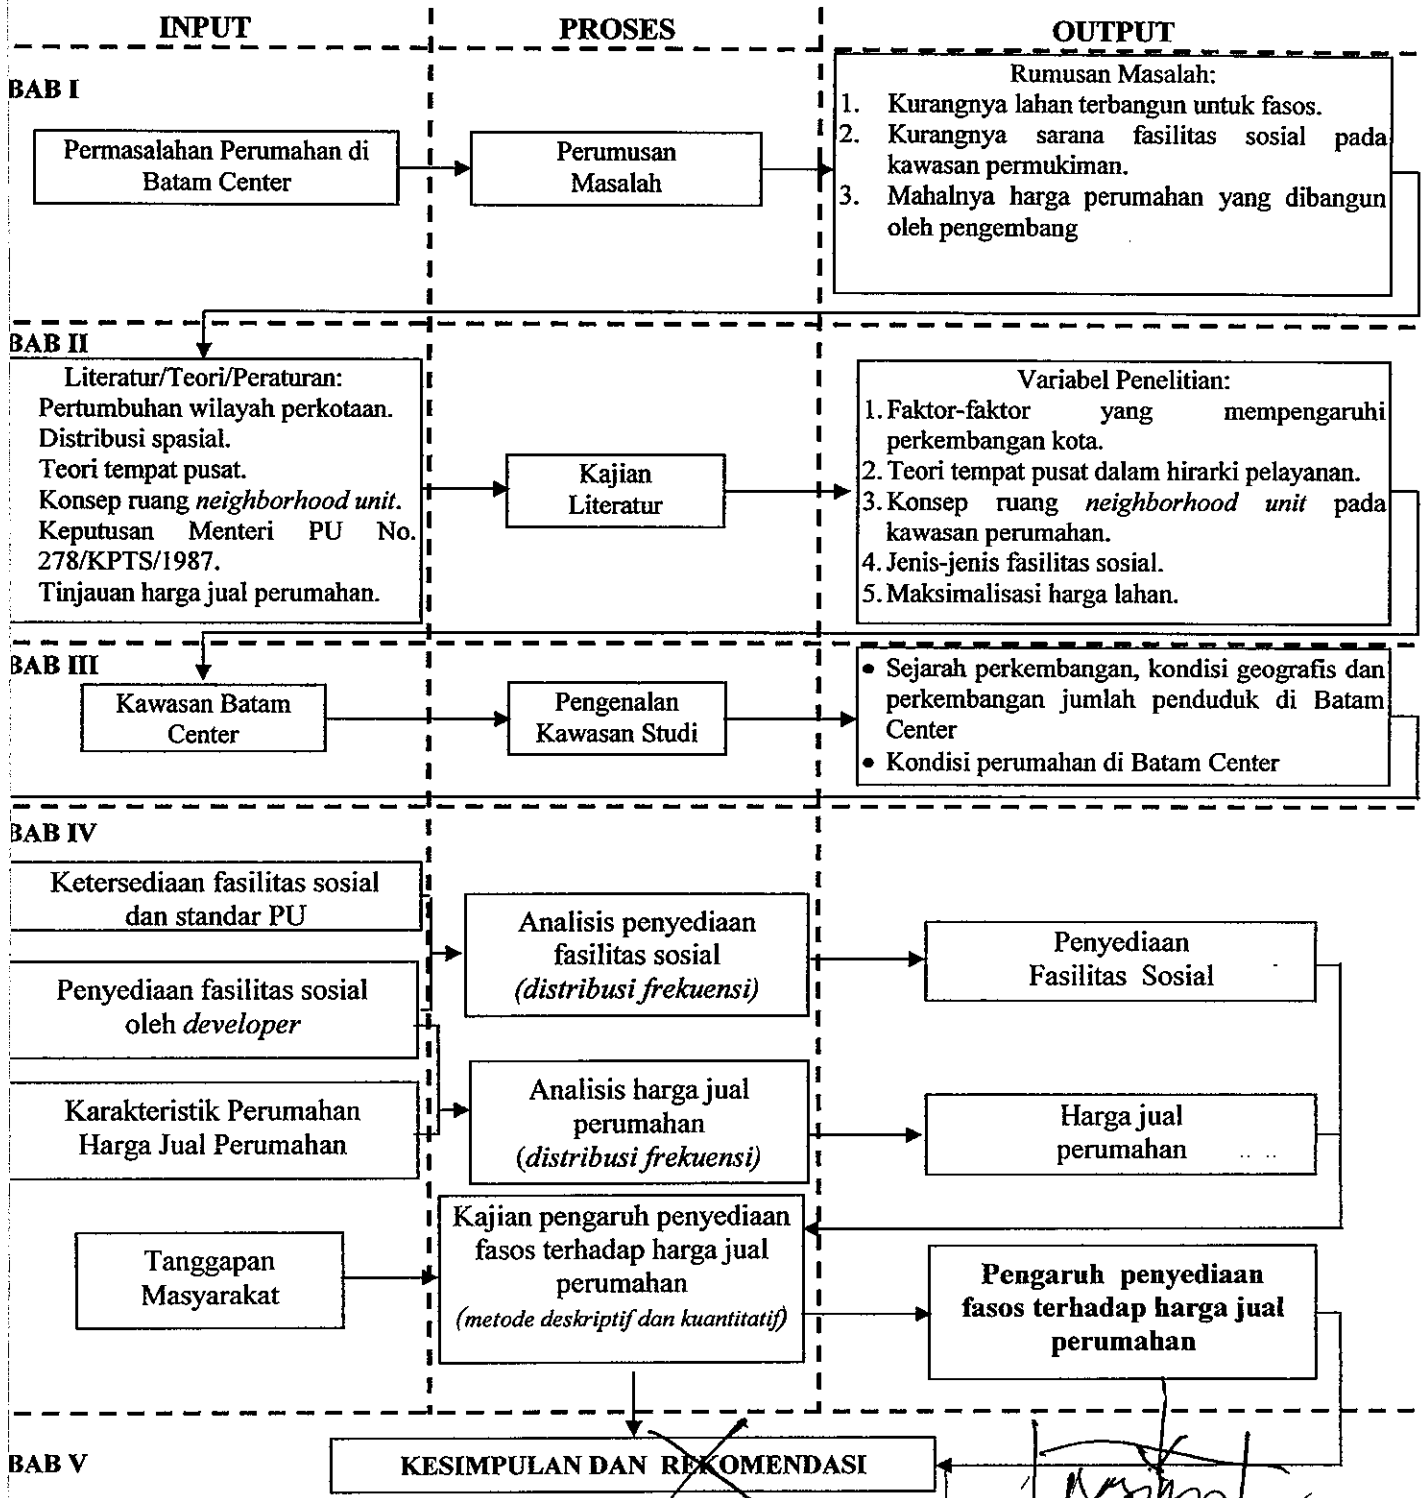 INPUT
PROSES
OUTPUT
BAB I
Permasalahan Perumahan di
Batam Center
Perumusan
Masalah
Rumusan Masalah:
1. Kurangnya lahan terbangun untuk fasos.
2. Kurangnya sarana fasilitas sosial pada
kawasan permukiman.
3. Mahalnya harga perumahan yang dibangun
oleh pengembang
BAB II
Literatur/Teori/Peraturan:
Pertumbuhan wilayah perkotaan.
Distribusi spasial.
Teori tempat pusat.
Konsep ruang neighborhood unit.
Keputusan Menteri PU No.
278/KPTS/1987.
Tinjauan harga jual perumahan.
Kajian
Literatur
Variabel Penelitian:
1. Faktor-faktor yang mempengaruhi
perkembangan kota.
2. Teori tempat pusat dalam hirarki pelayanan.
3. Konsep ruang neighborhood unit pada
kawasan perumahan.
4. Jenis-jenis fasilitas sosial.
5. Maksimalisasi harga lahan.
BAB III
Kawasan Batam
Center
Pengenalan
Kawasan Studi
• Sejarah perkembangan, kondisi geografis dan
perkembangan jumlah penduduk di Batam
Center
• Kondisi perumahan di Batam Center
BAB IV
Ketersediaan fasilitas sosial
dan standar PU
Penyediaan fasilitas sosial
oleh developer
Karakteristik Perumahan
Harga Jual Perumahan
Tanggapan
Masyarakat
Analisis penyediaan
fasilitas sosial
(distribusi frekuensi)
Analisis harga jual
perumahan
(distribusi frekuensi)
Kajian pengaruh penyediaan
fasos terhadap harga jual
perumahan
(metode deskriptif dan kuantitatif)
Penyediaan
Fasilitas Sosial
Harga jual
perumahan
Pengaruh penyediaan
fasos terhadap harga jual
perumahan
BAB V
KESIMPULAN DAN REKOMENDASI